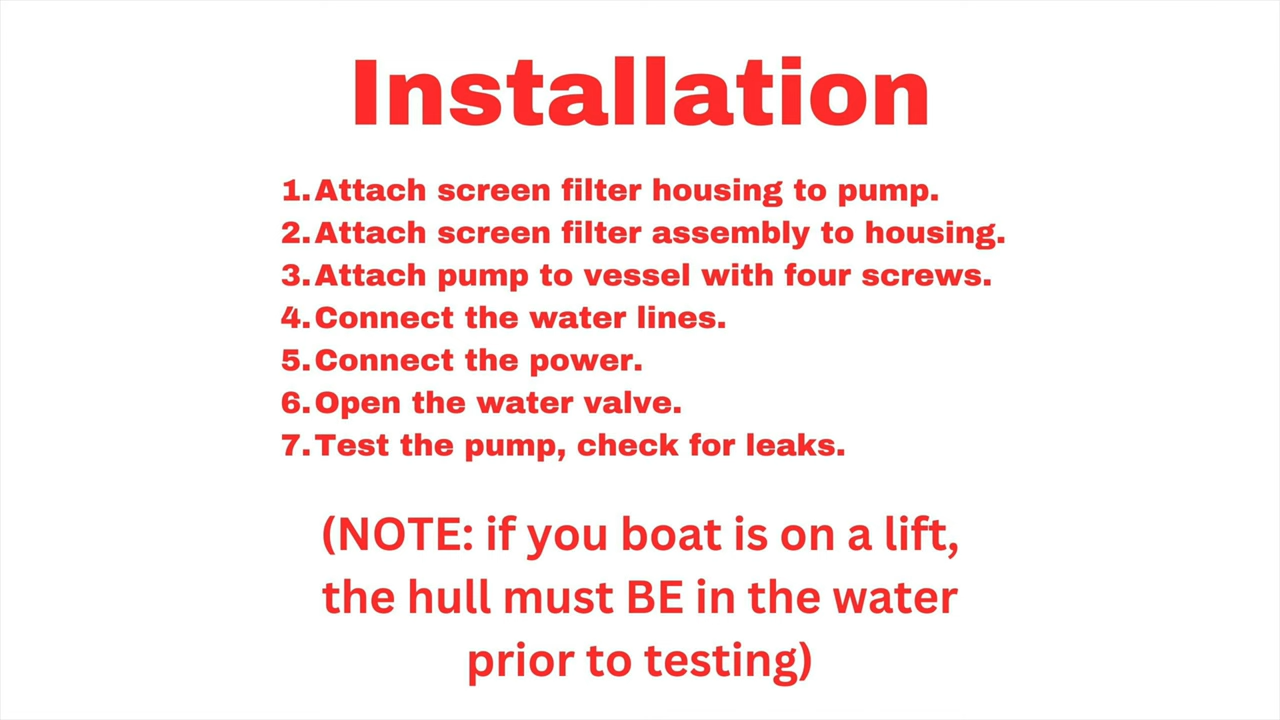 Installation
1. Attach screen filter housing to pump.
2. Attach screen filter assembly to housing.
3. Attach pump to vessel with four screws.
4. Connect the water lines.
5. Connect the power.
6. Open the water valve.
7. Test the pump, check for leaks.
(NOTE: if you boat is on a lift,
the hull must BE in the water
prior to testing)